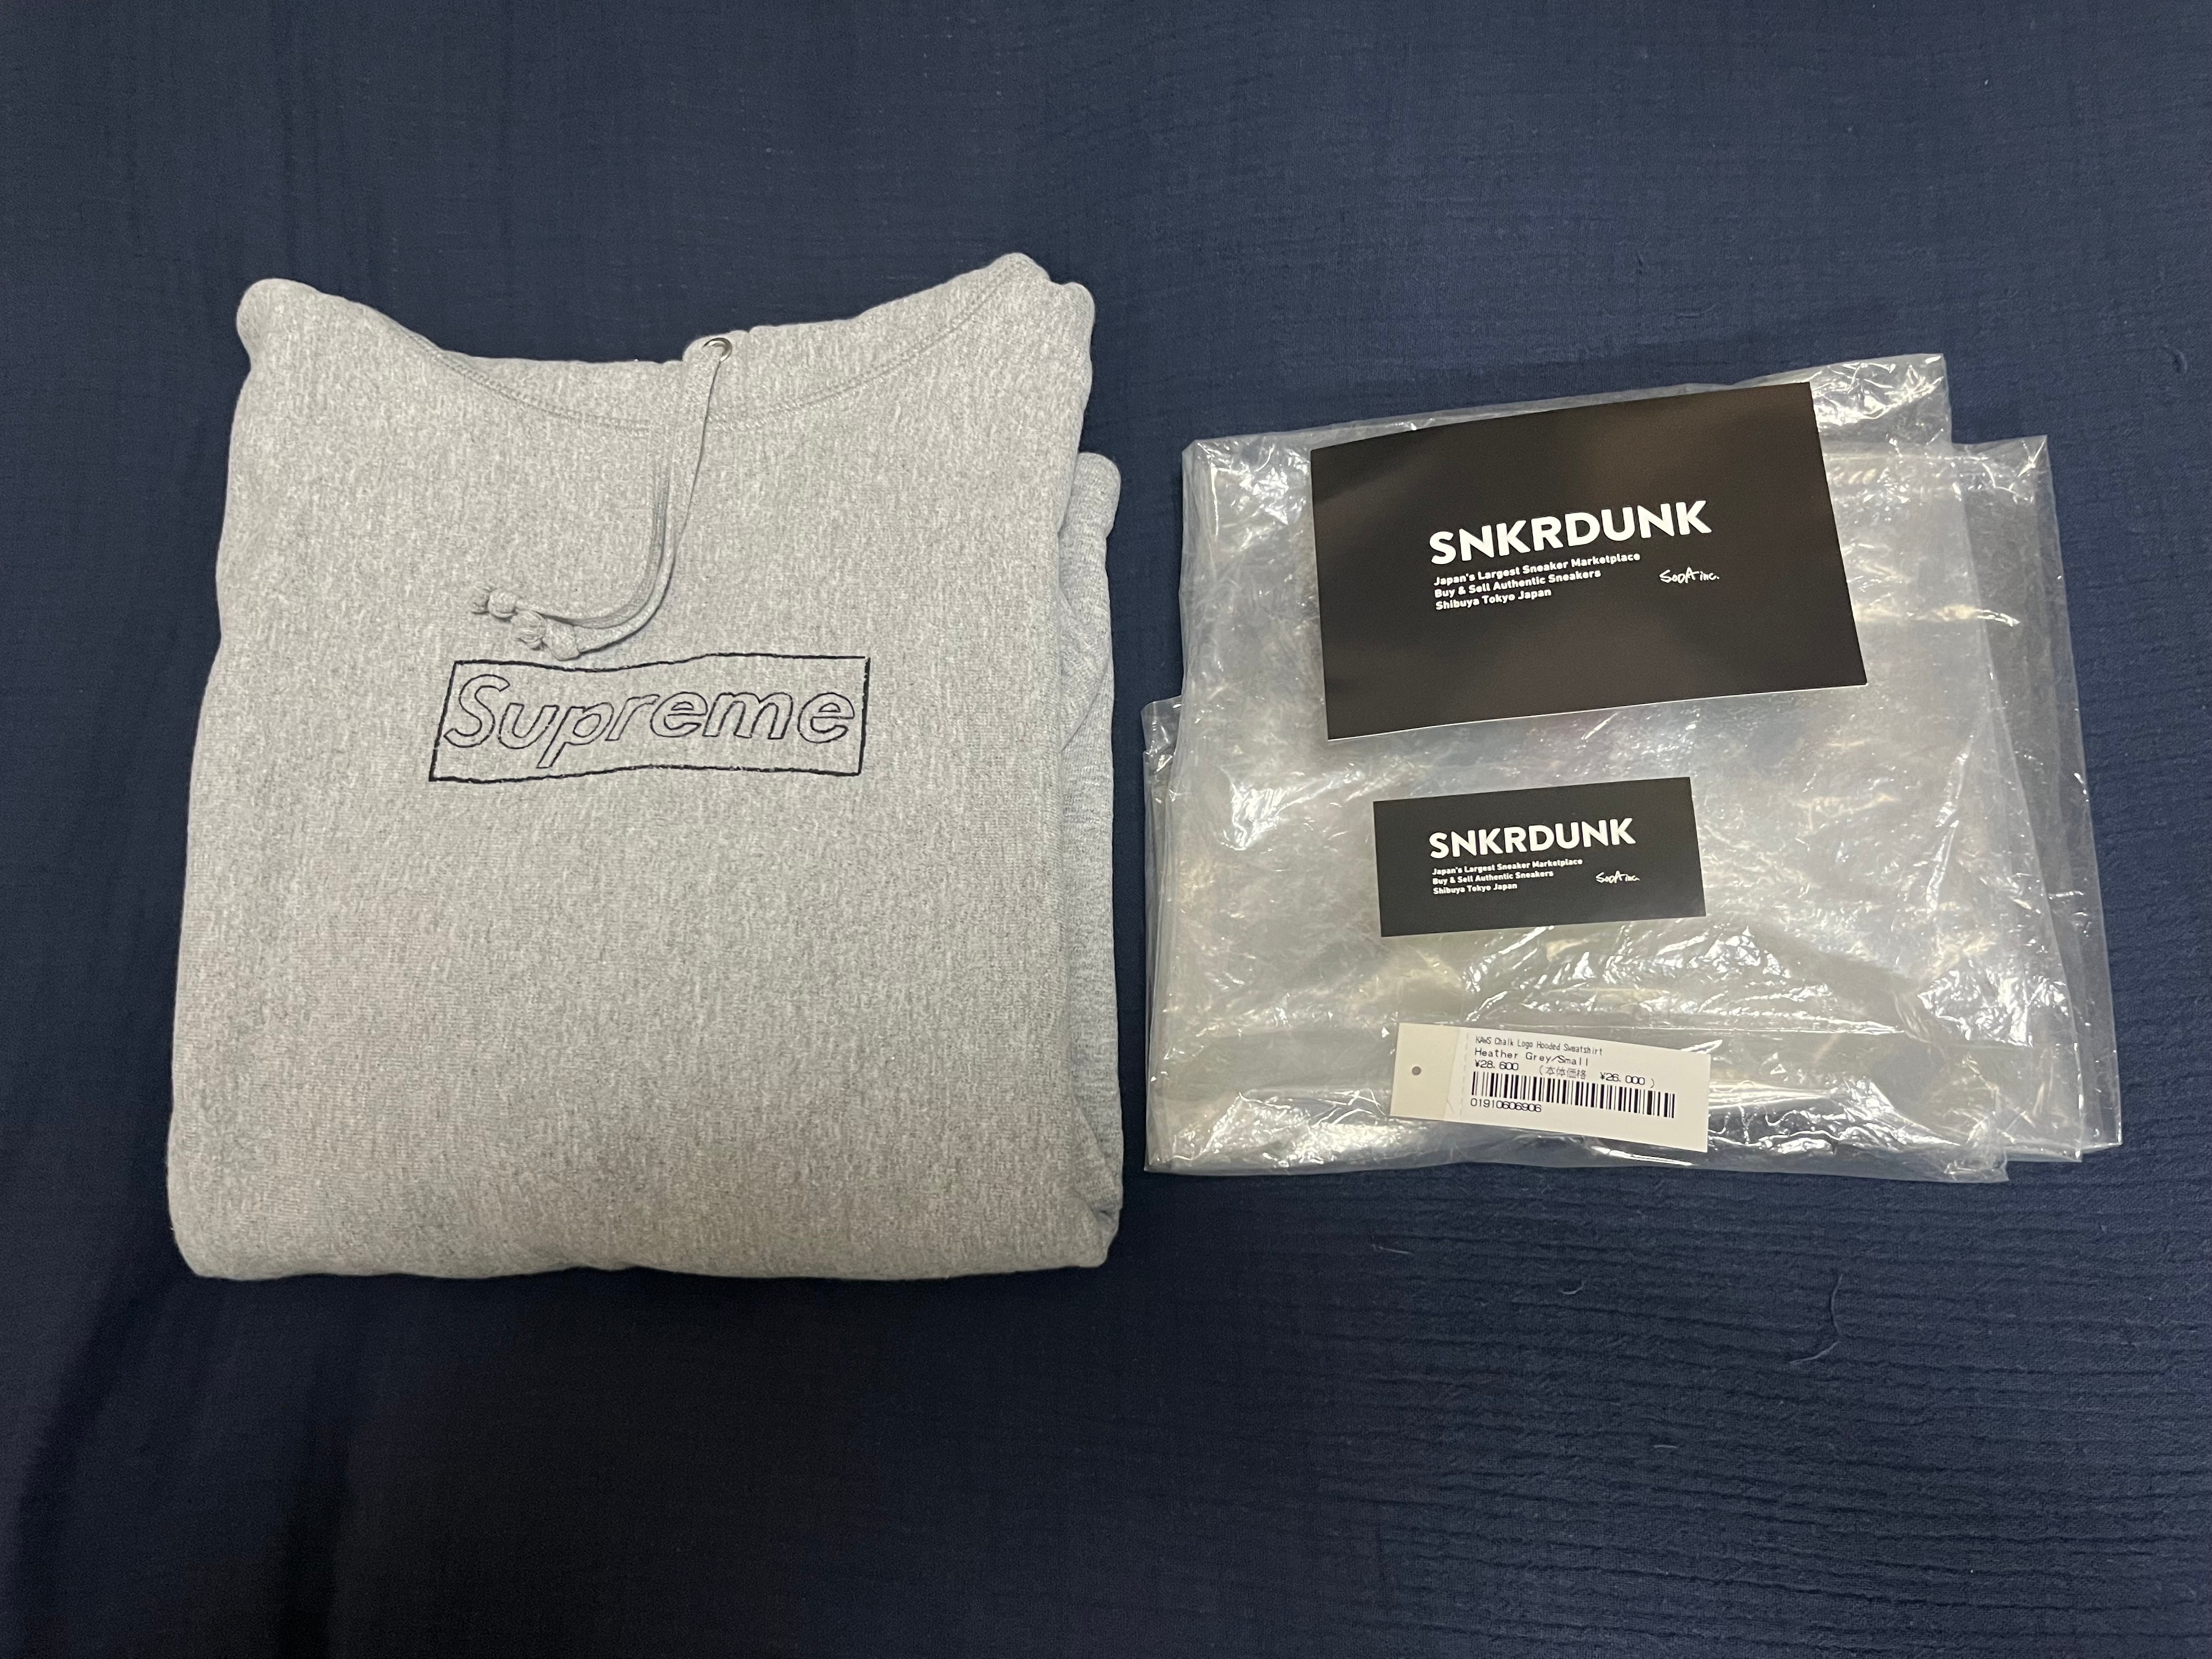 Supreme
SNKRDUNK
Japan's Largest Sneaker Marketplace
Buy & Sell Authentic Sneakers
Shibuya Tokyo Japan
SODA inc.
SNKRDUNK
Japan's Largest Sneaker Marketplace
Buy & Sell Authentic Sneakers
Shibuya Tokyo Japan
SODA inc.
KAWS Chalk Logo Hooded Sweatshirt
Heather Grey/Small
¥28,600 (本体価格 ¥26,000)
01910606906